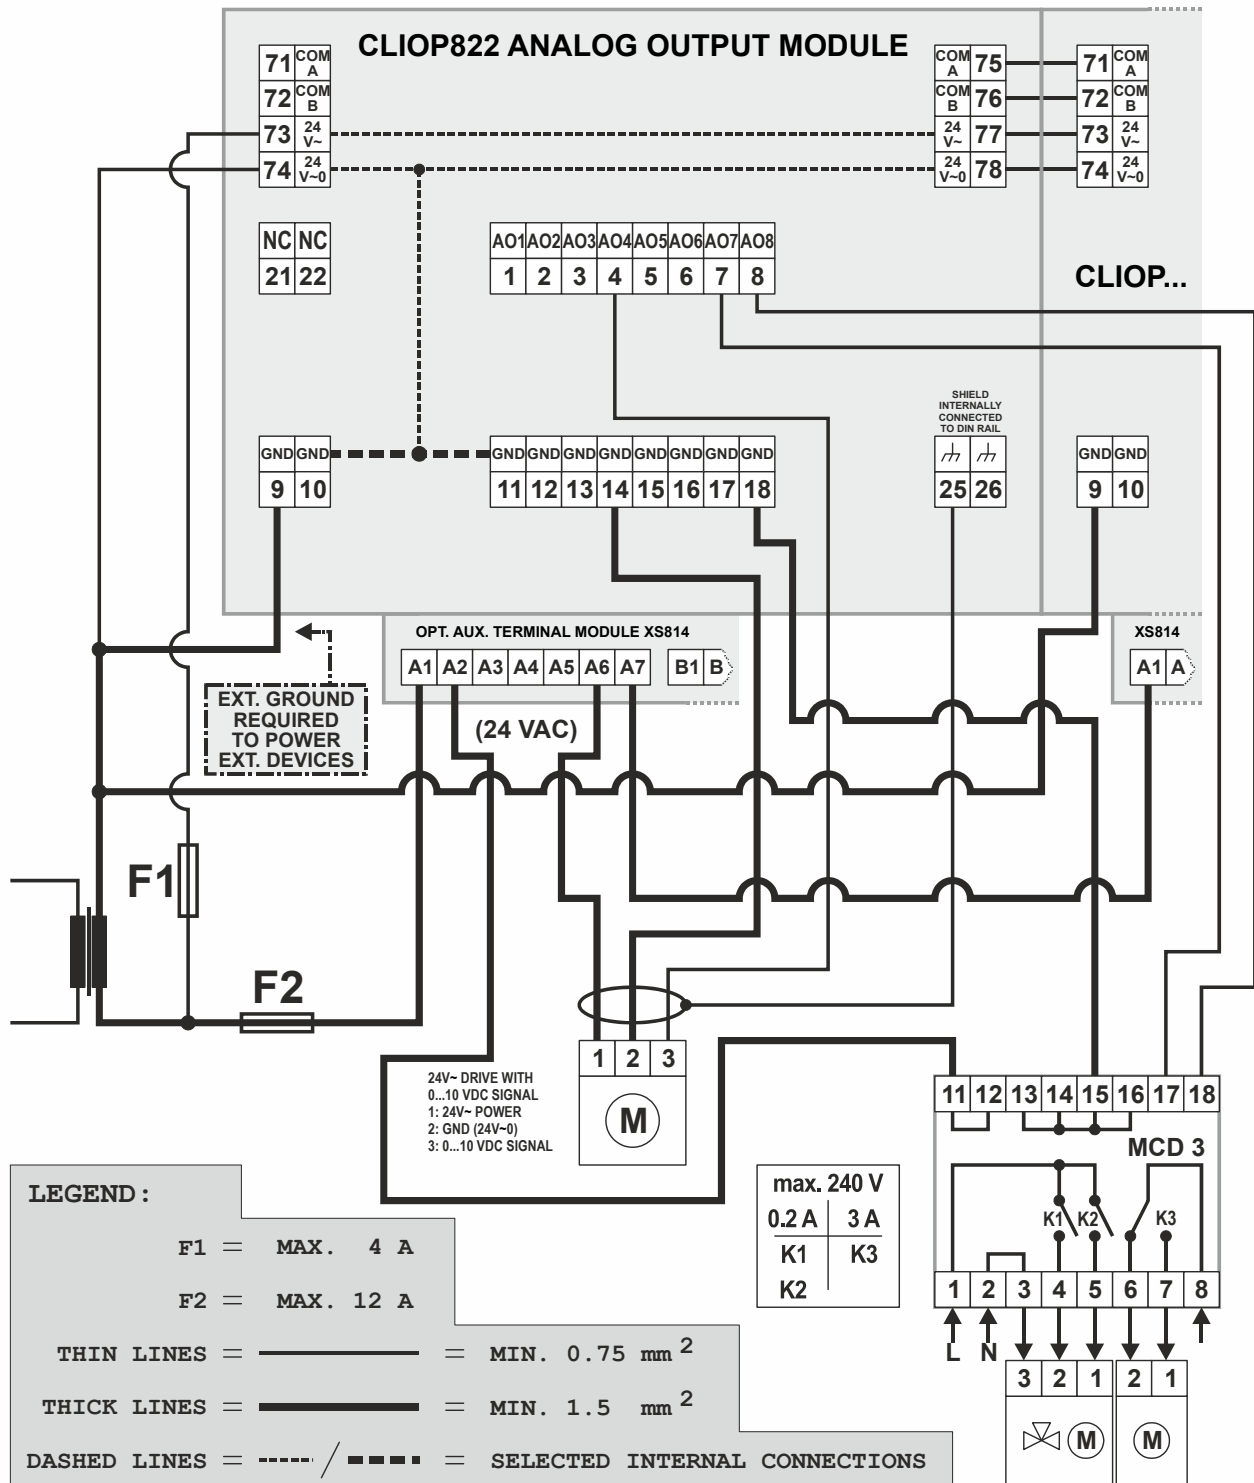 CLIOP822 ANALOG OUTPUT MODULE
71 COM A
72 COM B
73 24 V~
74 24 V~0
COM A 75
COM B 76
24 V~ 77
24 V~0 78
71 COM A
72 COM B
73 24 V~
74 24 V~0
NC NC
21 22
AO1 AO2 AO3 AO4 AO5 AO6 AO7 AO8
1 2 3 4 5 6 7 8
CLIOP...
SHIELD
INTERNALLY
CONNECTED
TO DIN RAIL
GND GND
9 10
GND GND GND GND GND GND GND GND
11 12 13 14 15 16 17 18
25 26
GND GND
9 10
OPT. AUX. TERMINAL MODULE XS814
A1 A2 A3 A4 A5 A6 A7 B1 B
XS814
A1 A
(24 VAC)
EXT. GROUND
REQUIRED
TO POWER
EXT. DEVICES
F1
F2
1 2 3
M
24V~ DRIVE WITH
0...10 VDC SIGNAL
1: 24V~ POWER
2: GND (24V~0)
3: 0...10 VDC SIGNAL
11 12 13 14 15 16 17 18
MCD 3
K1 K2 K3
1 2 3 4 5 6 7 8
L N
3 2 1 2 1
M M
max. 240 V
0.2 A 3 A
K1 K3
K2
LEGEND:
F1 = MAX. 4 A
F2 = MAX. 12 A
THIN LINES = = MIN. 0.75 mm 2
THICK LINES = = MIN. 1.5 mm 2
DASHED LINES = / = SELECTED INTERNAL CONNECTIONS